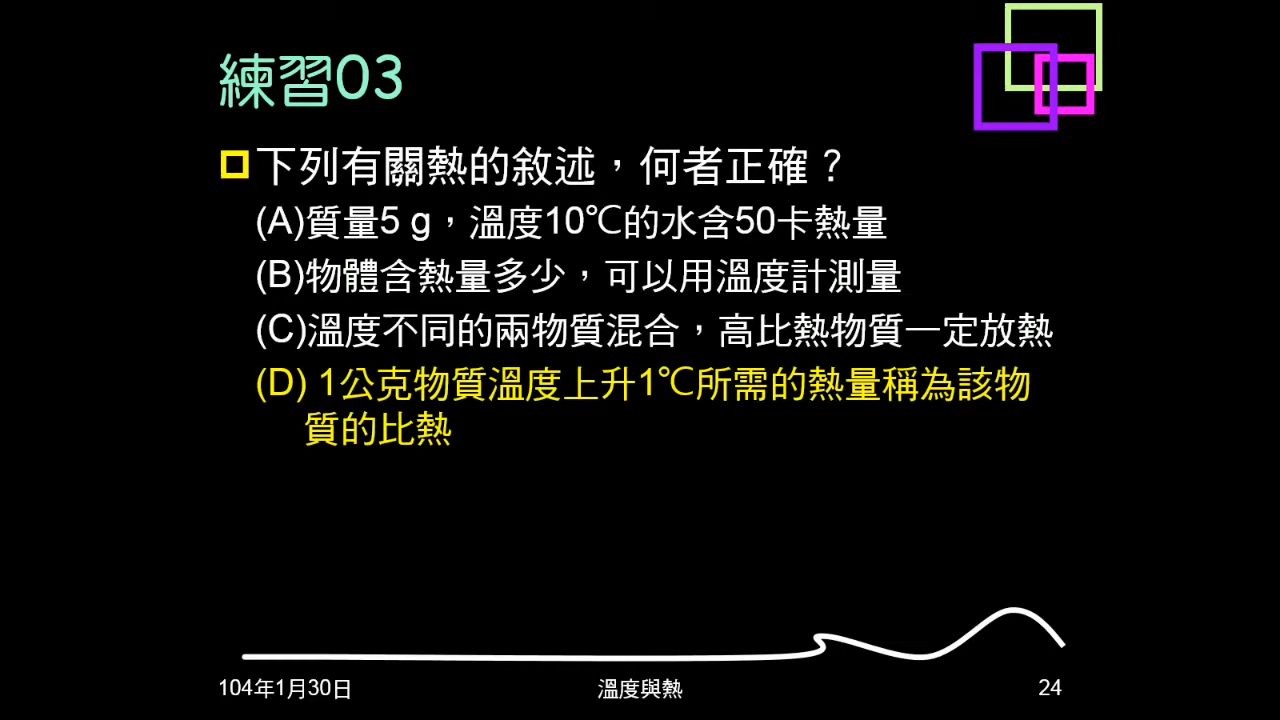 練習03
下列有關熱的敘述，何者正確？
(A)質量5 g，溫度10℃的水含50卡熱量
(B)物體含熱量多少，可以用溫度計測量
(C)溫度不同的兩物質混合，高比熱物質一定放熱
(D) 1公克物質溫度上升1℃所需的熱量稱為該物
質的比熱
104年1月30日
溫度與熱
24